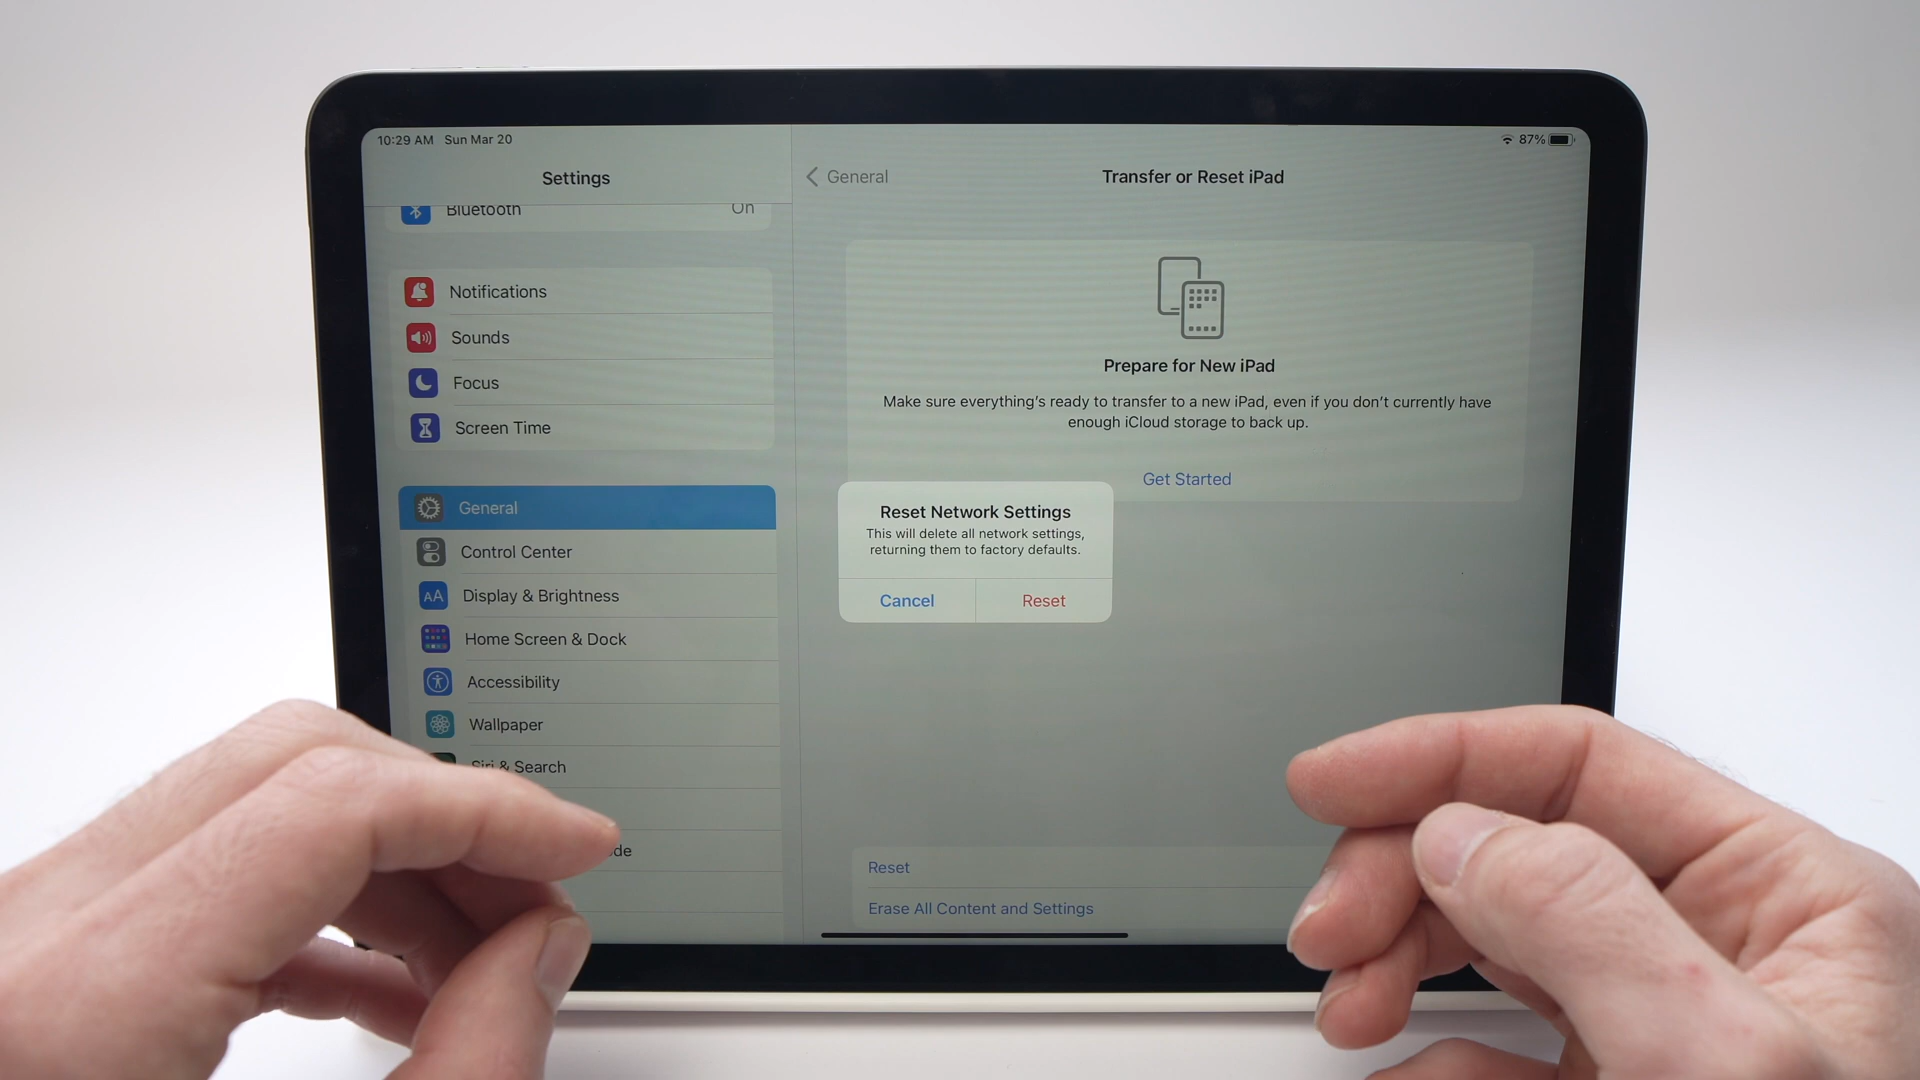 10:29 AM Sun Mar 20
87%
Settings
Bluetooth
On
Notifications
Sounds
Focus
Screen Time
General
Control Center
AA
Display & Brightness
Home Screen & Dock
Accessibility
Wallpaper
Siri & Search
General
Transfer or Reset iPad
Prepare for New iPad
Make sure everything's ready to transfer to a new iPad, even if you don't currently have
enough iCloud storage to back up.
Get Started
Reset Network Settings
This will delete all network settings,
returning them to factory defaults.
Cancel
Reset
Reset
Erase All Content and Settings